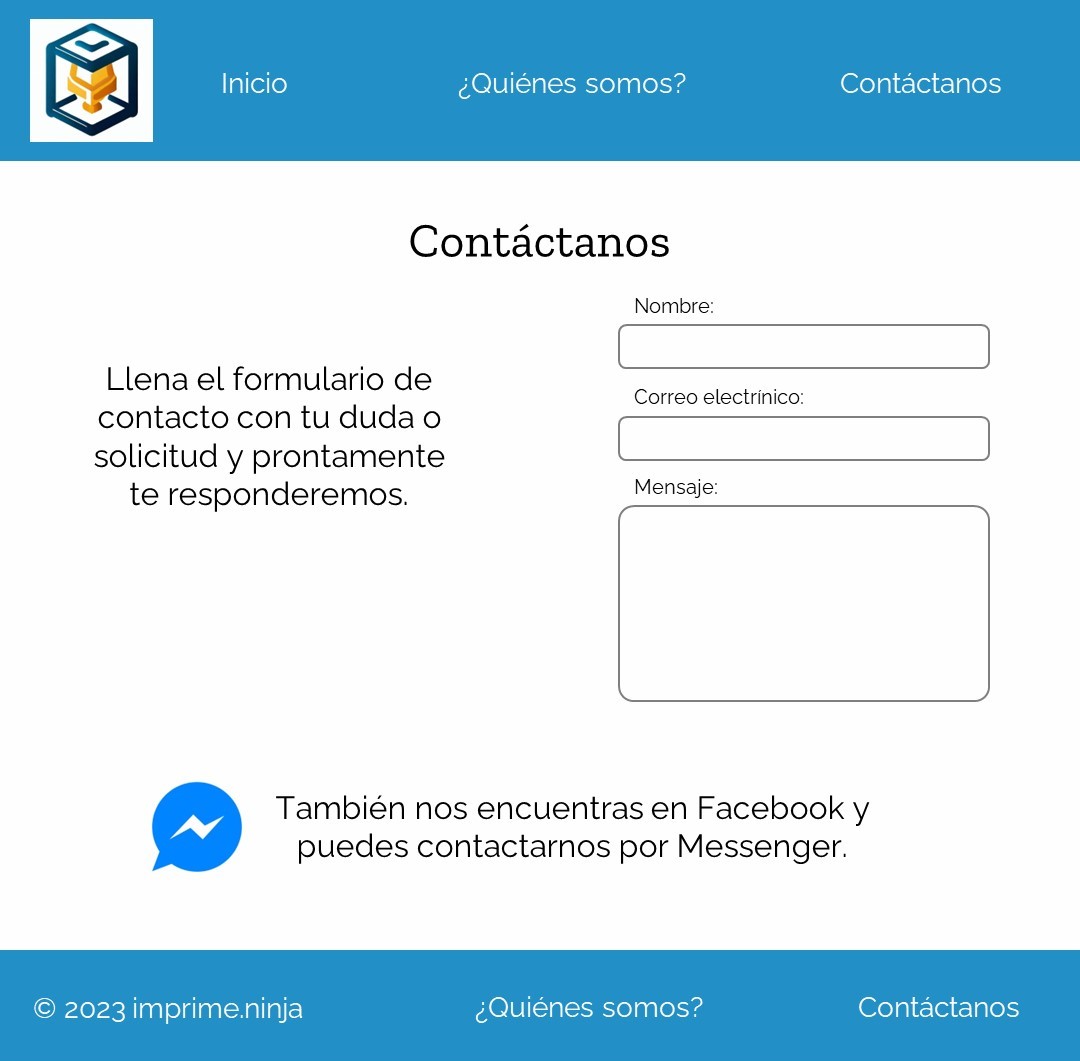 Inicio
¿Quiénes somos?
Contáctanos
Contáctanos
Llena el formulario de
contacto con tu duda o
solicitud y prontamente
te responderemos.
Nombre:
Correo electrínico:
Mensaje:
También nos encuentras en Facebook y
puedes contactarnos por Messenger.
© 2023 imprime.ninja
¿Quiénes somos?
Contáctanos